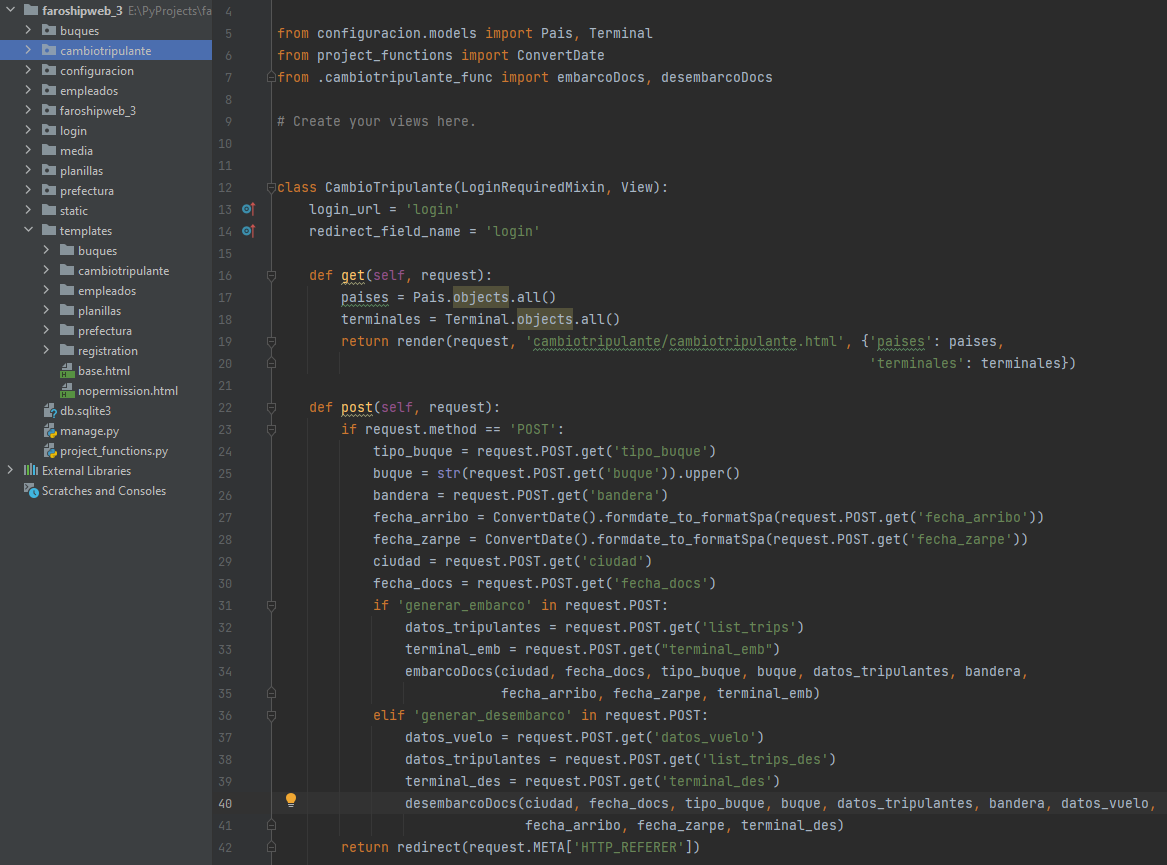 faroshipweb_3 E:\PyProjects\fa
buques
cambiotripulante
configuracion
empleados
faroshipweb_3
login
media
planillas
prefectura
static
templates
buques
cambiotripulante
empleados
planillas
prefectura
registration
base.html
nopermission.html
db.sqlite3
manage.py
project_functions.py
External Libraries
Scratches and Consoles
4
5 from configuracion.models import Pais, Terminal
6 from project_functions import ConvertDate
7 from .cambiotripulante_func import embarcoDocs, desembarcoDocs
8
9 # Create your views here.
10
11
12 class CambioTripulante(LoginRequiredMixin, View):
13     login_url = 'login'
14     redirect_field_name = 'login'
15
16     def get(self, request):
17         paises = Pais.objects.all()
18         terminales = Terminal.objects.all()
19         return render(request, 'cambiotripulante/cambiotripulante.html', {'paises': paises,
20                                                                           'terminales': terminales})
21
22     def post(self, request):
23         if request.method == 'POST':
24             tipo_buque = request.POST.get('tipo_buque')
25             buque = str(request.POST.get('buque')).upper()
26             bandera = request.POST.get('bandera')
27             fecha_arribo = ConvertDate().formdate_to_formatSpa(request.POST.get('fecha_arribo'))
28             fecha_zarpe = ConvertDate().formdate_to_formatSpa(request.POST.get('fecha_zarpe'))
29             ciudad = request.POST.get('ciudad')
30             fecha_docs = request.POST.get('fecha_docs')
31             if 'generar_embarco' in request.POST:
32                 datos_tripulantes = request.POST.get('list_trips')
33                 terminal_emb = request.POST.get("terminal_emb")
34                 embarcoDocs(ciudad, fecha_docs, tipo_buque, buque, datos_tripulantes, bandera,
35                             fecha_arribo, fecha_zarpe, terminal_emb)
36             elif 'generar_desembarco' in request.POST:
37                 datos_vuelo = request.POST.get('datos_vuelo')
38                 datos_tripulantes = request.POST.get('list_trips_des')
39                 terminal_des = request.POST.get('terminal_des')
40                 desembarcoDocs(ciudad, fecha_docs, tipo_buque, buque, datos_tripulantes, bandera, datos_vuelo,
41                                fecha_arribo, fecha_zarpe, terminal_des)
42         return redirect(request.META['HTTP_REFERER'])